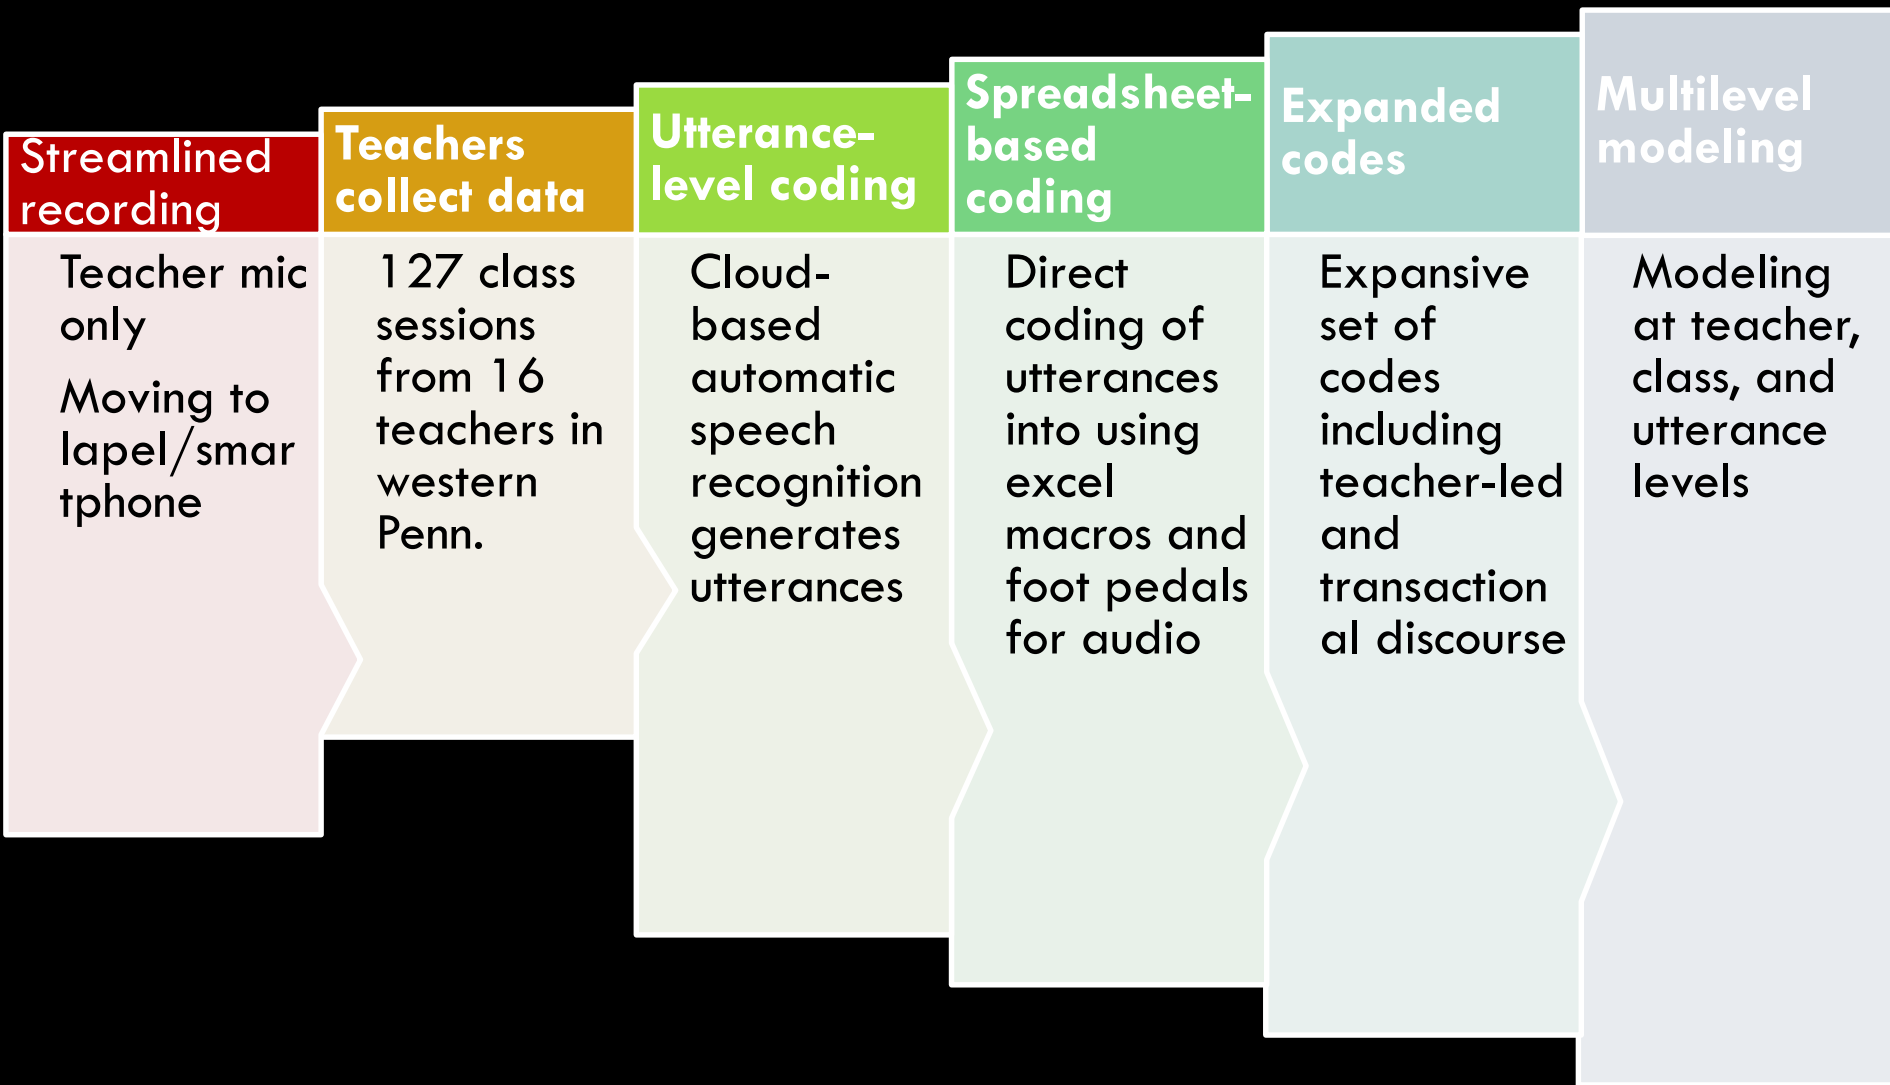 Streamlined
recording
Teacher mic
only
Moving to
lapel/smar
tphone
Teachers
collect data
127 class
sessions
from 16
teachers in
western
Penn.
Utterance-
level coding
Cloud-
based
automatic
speech
recognition
generates
utterances
Spreadsheet-
based
coding
Direct
coding of
utterances
into using
excel
macros and
foot pedals
for audio
Expanded
codes
Expansive
set of
codes
including
teacher-led
and
transaction
al discourse
Multilevel
modeling
Modeling
at teacher,
class, and
utterance
levels